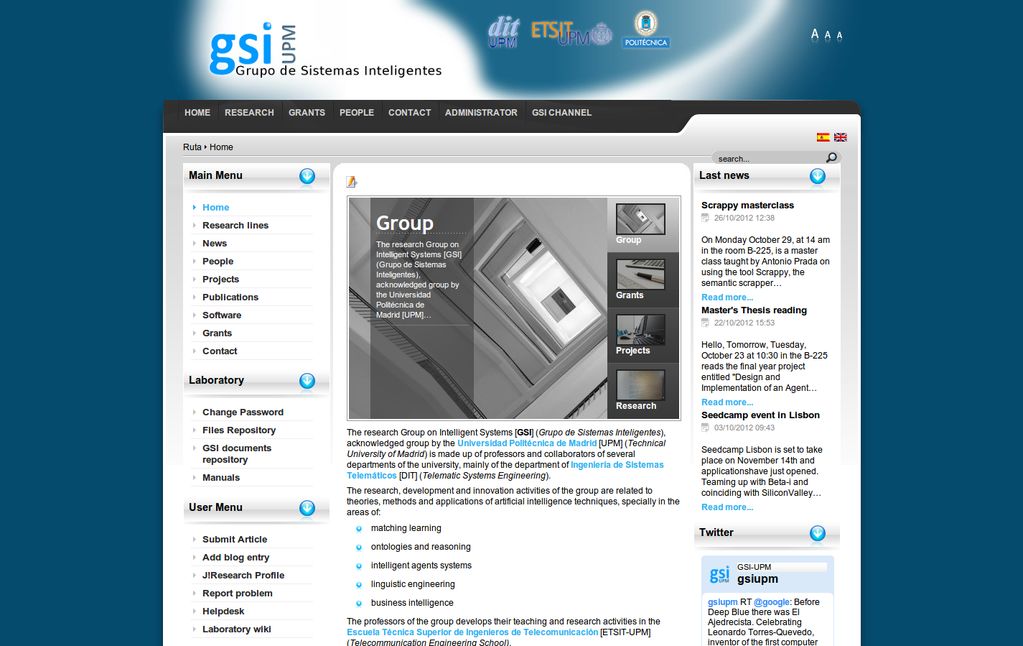 gsi UPM
Grupo de Sistemas Inteligentes
dit
UPM
ETSIT
UPM
POLITÉCNICA
A A A
HOME RESEARCH GRANTS PEOPLE CONTACT ADMINISTRATOR GSI CHANNEL
Ruta Home
search...
Main Menu
Home
Research lines
News
People
Projects
Publications
Software
Grants
Contact
Laboratory
Change Password
Files Repository
GSI documents
repository
Manuals
User Menu
Submit Article
Add blog entry
J!Research Profile
Report problem
Helpdesk
Laboratory wiki
Group
The research Group on
Intelligent Systems [GSI]
(Grupo de Sistemas
Inteligentes),
acknowledged group by
the Universidad
Politécnica de
Madrid [UPM]...
Group
Grants
Projects
Research
The research Group on Intelligent Systems [GSI] (Grupo de Sistemas Inteligentes),
acknowledged group by the Universidad Politécnica de Madrid [UPM] (Technical
University of Madrid) is made up of professors and collaborators of several
departments of the university, mainly of the department of Ingeniería de Sistemas
Telemáticos [DIT] (Telematic Systems Engineering).
The research, development and innovation activities of the group are related to
theories, methods and applications of artificial intelligence techniques, specially in the
areas of:
matching learning
ontologies and reasoning
intelligent agents systems
linguistic engineering
business intelligence
The professors of the group develops their teaching and research activities in the
Escuela Técnica Superior de Ingenieros de Telecomunicación [ETSIT-UPM]
(Telecommunication Engineering School).
Last news
Scrappy masterclass
26/10/2012 12:38
On Monday October 29, at 14 am
in the room B-225, is a master
class taught by Antonio Prada on
using the tool Scrappy, the
semantic scrapper...
Read more...
Master's Thesis reading
22/10/2012 15:53
Hello, Tomorrow, Tuesday,
October 23 at 10:30 in the B-225
reads the final year project
entitled "Design and
Implementation of an Agent...
Read more...
Seedcamp event in Lisbon
03/10/2012 09:43
Seedcamp Lisbon is set to take
place on November 14th and
applicationshave just opened.
Teaming up with Beta-i and
coinciding with SiliconValley...
Read more...
Twitter
gsi UPM
GSI-UPM
gsiupm
gsiupm RT @google: Before
Deep Blue there was El
Ajedrecista. Celebrating
Leonardo Torres-Quevedo,
inventor of the first computer